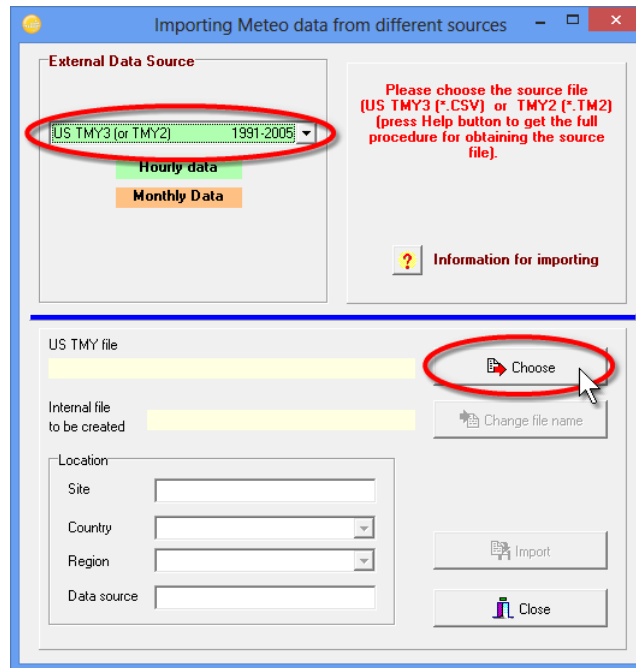 Importing Meteo data from different sources
External Data Source
US TMY3 (or TMY2) 1991-2005
Hourly data
Monthly Data
Please choose the source file
(US TMY3 (*.CSV) or TMY2 (*.TM2)
(press Help button to get the full
procedure for obtaining the source
file).
? Information for importing
US TMY file
Choose
Internal file
to be created
Change file name
Location
Site
Country
Region
Data source
Import
Close